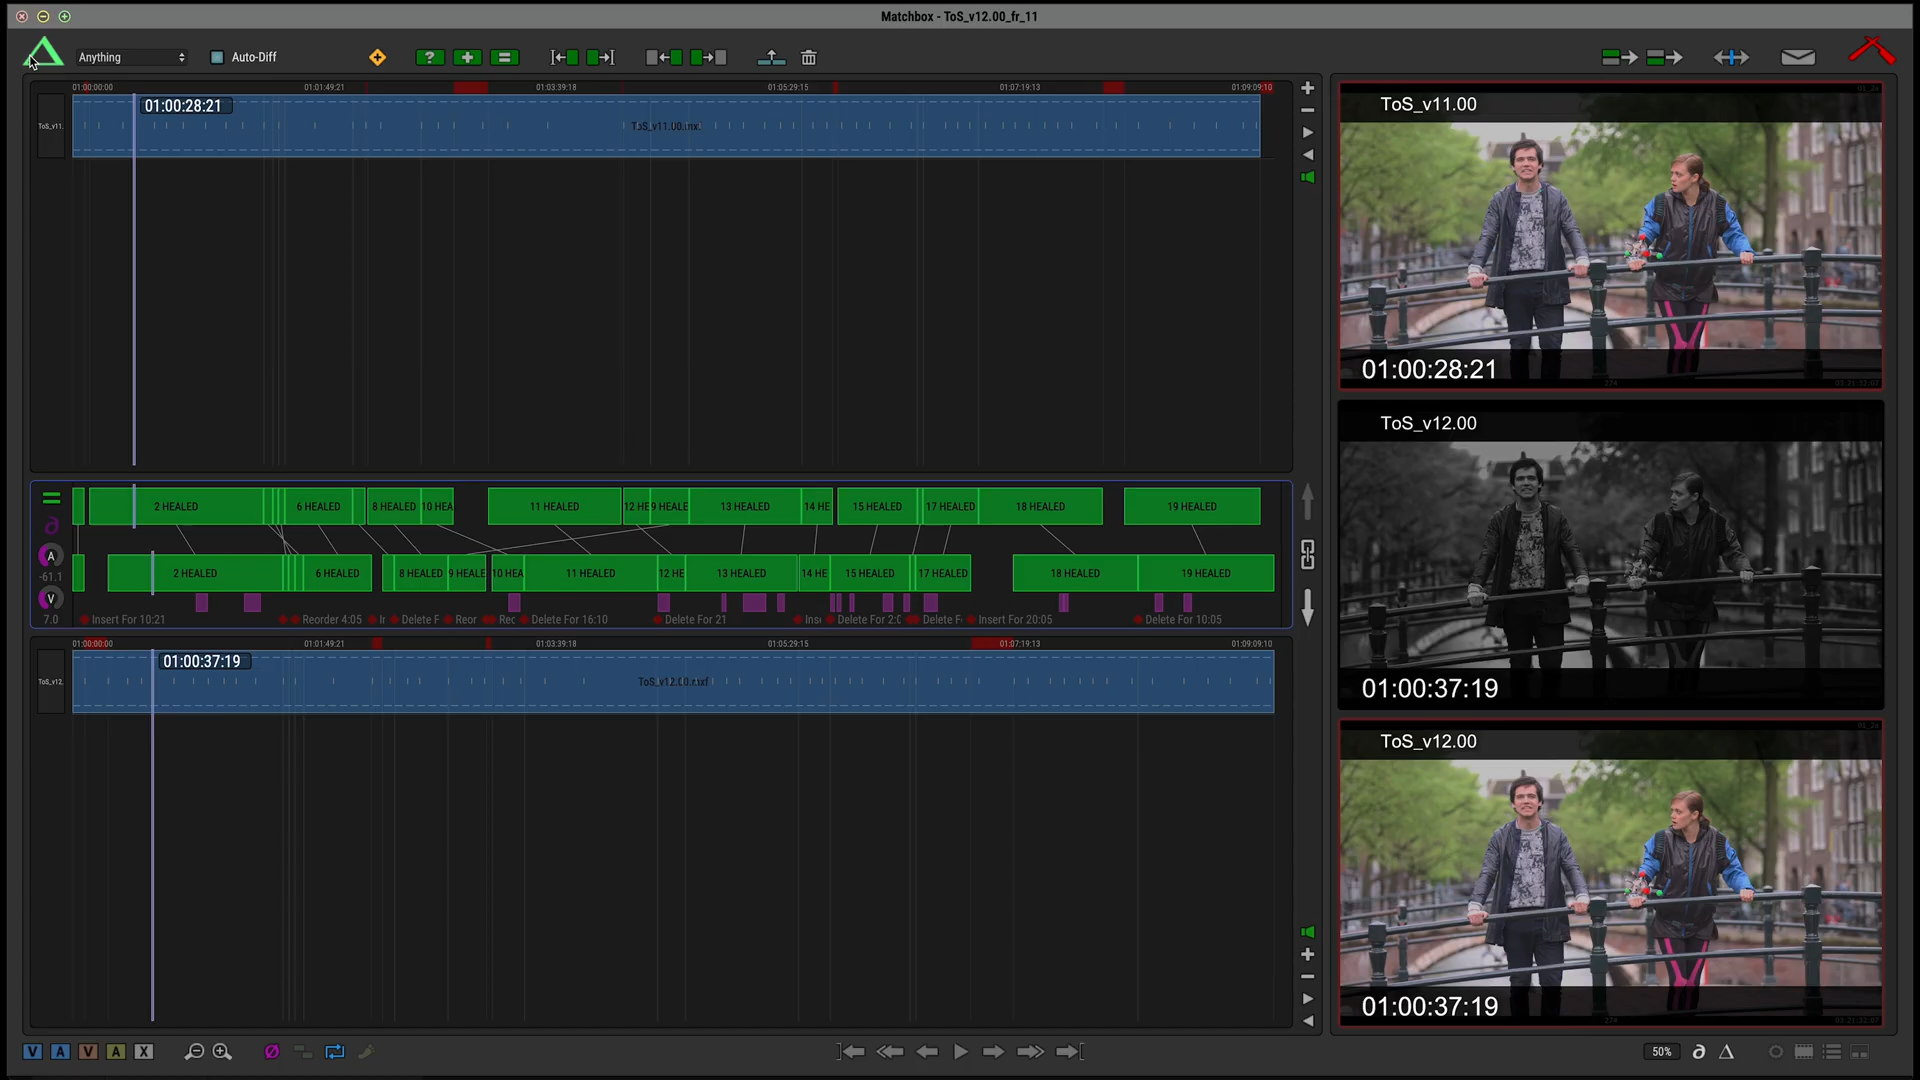 Matchbox - ToS_v12.00_fr_11
Anything
Auto-Diff
01:00:00:00 01:01:49:21 01:03:39:18 01:05:29:15 01:07:19:13 01:09:09:10
01:00:28:21
ToS_v11.
ToS_v11.00.mxf
2 HEALED 6 HEALED 8 HEALED 10 HEA 11 HEALED 12 HE 9 HEALE 13 HEALED 14 HE 15 HEALED 17 HEALED 18 HEALED 19 HEALED
A
-61.1
2 HEALED 6 HEALED 8 HEALED 9 HEALE 10 HEA 11 HEALED 12 HE 13 HEALED 14 HE 15 HEALED 17 HEALED 18 HEALED 19 HEALED
V
7.0
Insert For 10:21 Reorder 4:05 Ir Delete F Reor Rec Delete For 16:10 Delete For 21 Inse Delete For 2:0 Delete F Insert For 20:05 Delete For 10:05
01:00:00:00 01:01:49:21 01:03:39:18 01:05:29:15 01:07:19:13 01:09:09:10
01:00:37:19
ToS_v12.
ToS_v12.00.mxf
V A V A X
50%
ToS_v11.00
01:00:28:21
274
ToS_v12.00
01:00:37:19
ToS_v12.00
01:00:37:19
274